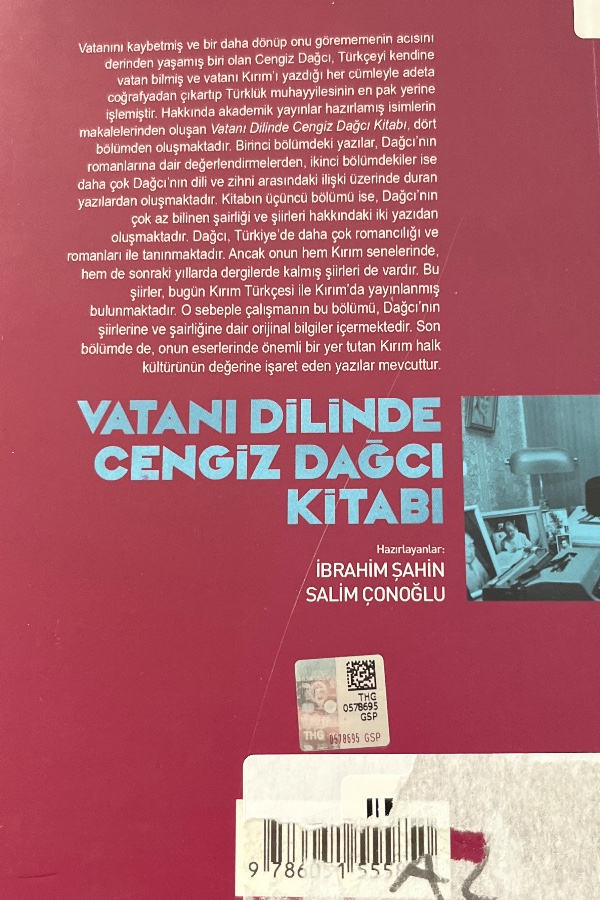 Vatanını kaybetmiş ve bir daha dönüp onu görememenin acısını
derinden yaşamış biri olan Cengiz Dağcı, Türkçeyi kendine
vatan bilmiş ve vatanı Kırım'ı yazdığı her cümleyle adeta
coğrafyadan çıkartıp Türklük muhayyilesinin en pak yerine
işlemiştir. Hakkında akademik yayınlar hazırlamış isimlerin
makalelerinden oluşan Vatanı Dilinde Cengiz Dağcı Kitabı, dört
bölümden oluşmaktadır. Birinci bölümdeki yazılar, Dağcı'nın
romanlarına dair değerlendirmelerden, ikinci bölümdekiler ise
daha çok Dağcı'nın dili ve zihni arasındaki ilişki üzerinde duran
yazılardan oluşmaktadır. Kitabın üçüncü bölümü ise, Dağcı'nın
çok az bilinen şairliği ve şiirleri hakkındaki iki yazıdan
oluşmaktadır. Dağcı, Türkiye'de daha çok romancılığı ve
romanları ile tanınmaktadır. Ancak onun hem Kırım senelerinde,
hem de sonraki yıllarda dergilerde kalmış şiirleri de vardır. Bu
şiirler, bugün Kırım Türkçesi ile Kırım'da yayınlanmış
bulunmaktadır. O sebeple çalışmanın bu bölümü, Dağcı'nın
şiirlerine ve şairliğine dair orijinal bilgiler içermektedir. Son
bölümde de, onun eserlerinde önemli bir yer tutan Kırım halk
kültürünün değerine işaret eden yazılar mevcuttur.
VATANI DİLİNDE
CENGİZ DAĞCI
KİTABI
Hazırlayanlar:
İBRAHİM ŞAHİN
SALİM ÇONOĞLU
THG
0578695
GSP
THG 0578695 GSP
9 786051 555
A2